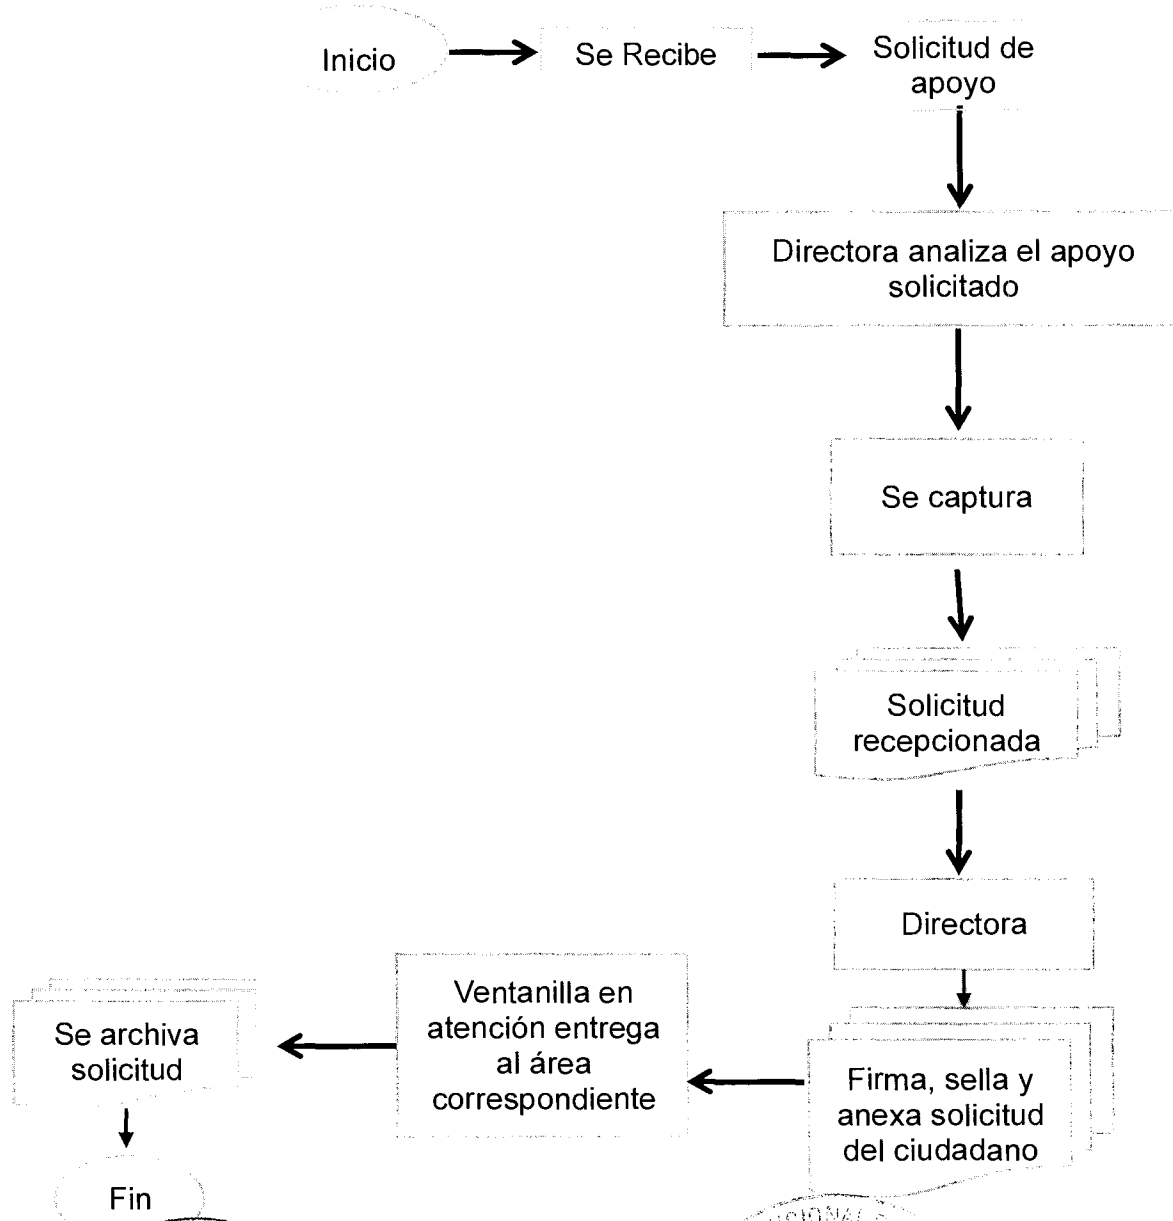 Inicio
Se Recibe
Solicitud de
apoyo
Directora analiza el apoyo
solicitado
Se captura
Solicitud
recepcionada
Directora
Firma, sella y
anexa solicitud
del ciudadano
Ventanilla en
atención entrega
al área
correspondiente
Se archiva
solicitud
Fin